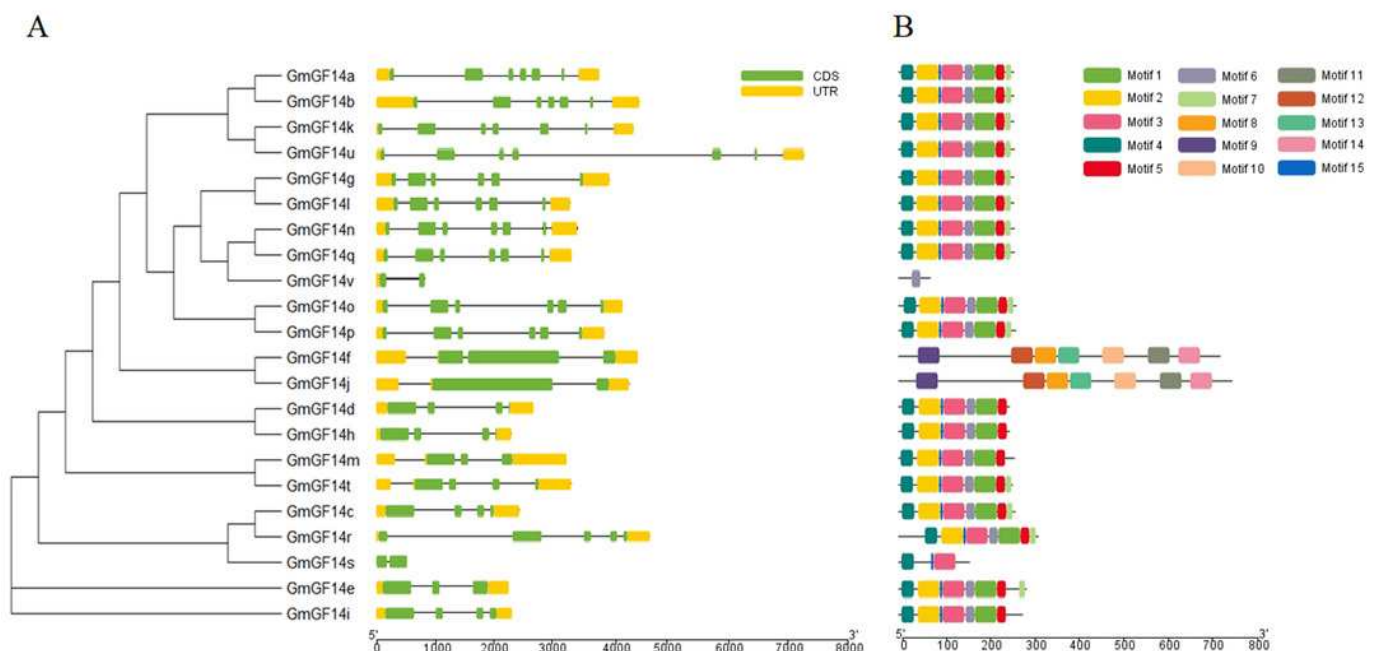 A
B
GmGF14a
GmGF14b
GmGF14k
GmGF14u
GmGF14g
GmGF14l
GmGF14n
GmGF14q
GmGF14v
GmGF14o
GmGF14p
GmGF14f
GmGF14j
GmGF14d
GmGF14h
GmGF14m
GmGF14t
GmGF14c
GmGF14r
GmGF14s
GmGF14e
GmGF14i
CDS
UTR
5' 3'
0 1000 2000 3000 4000 5000 6000 7000 8000
Motif 1 Motif 6 Motif 11
Motif 2 Motif 7 Motif 12
Motif 3 Motif 8 Motif 13
Motif 4 Motif 9 Motif 14
Motif 5 Motif 10 Motif 15
5' 3'
0 100 200 300 400 500 600 700 800